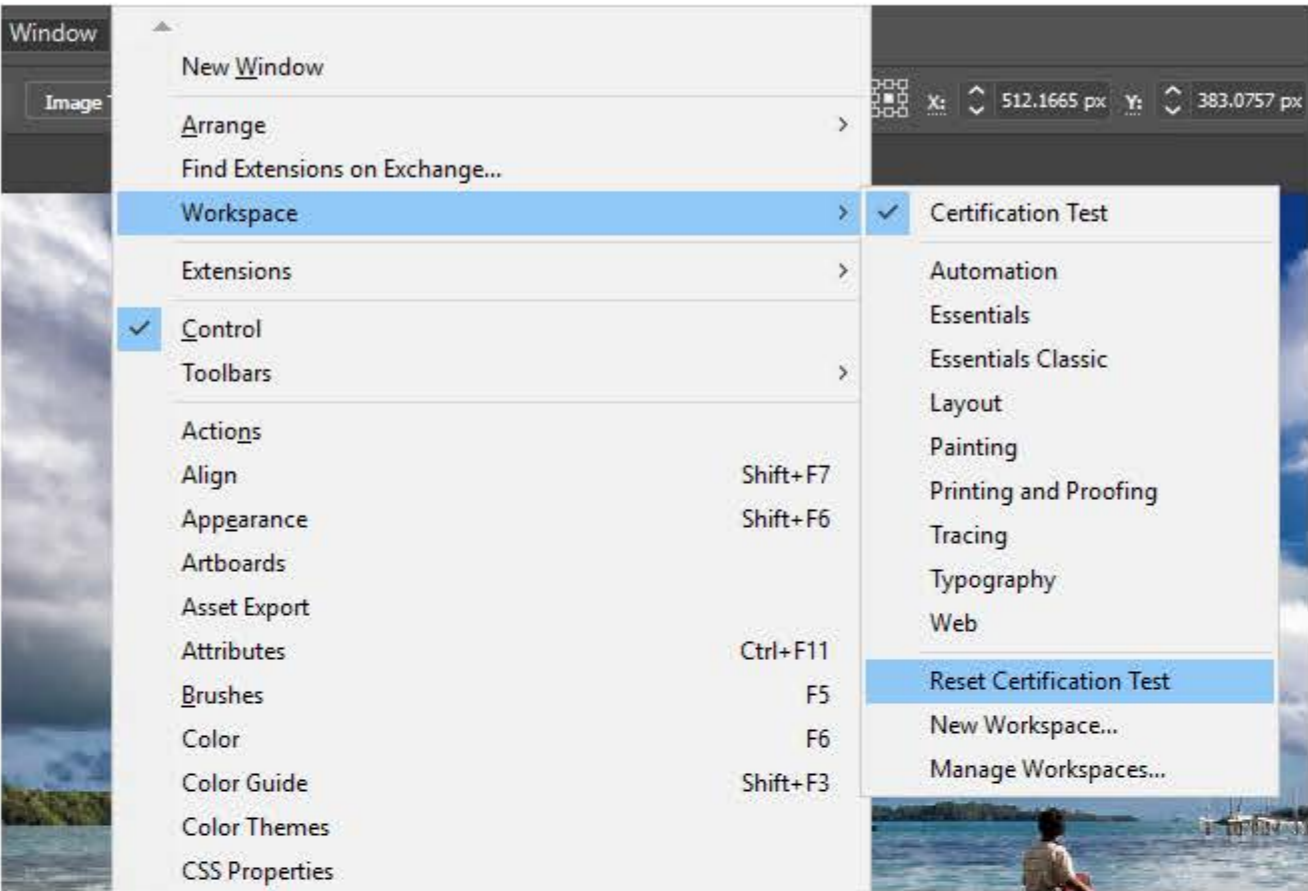 Window
Image
X: 512.1665 px Y: 383.0757 px
New Window
Arrange
Find Extensions on Exchange...
Workspace
Extensions
Control
Toolbars
Actions
Align Shift+F7
Appearance Shift+F6
Artboards
Asset Export
Attributes Ctrl+F11
Brushes F5
Color F6
Color Guide Shift+F3
Color Themes
CSS Properties
Certification Test
Automation
Essentials
Essentials Classic
Layout
Painting
Printing and Proofing
Tracing
Typography
Web
Reset Certification Test
New Workspace...
Manage Workspaces...